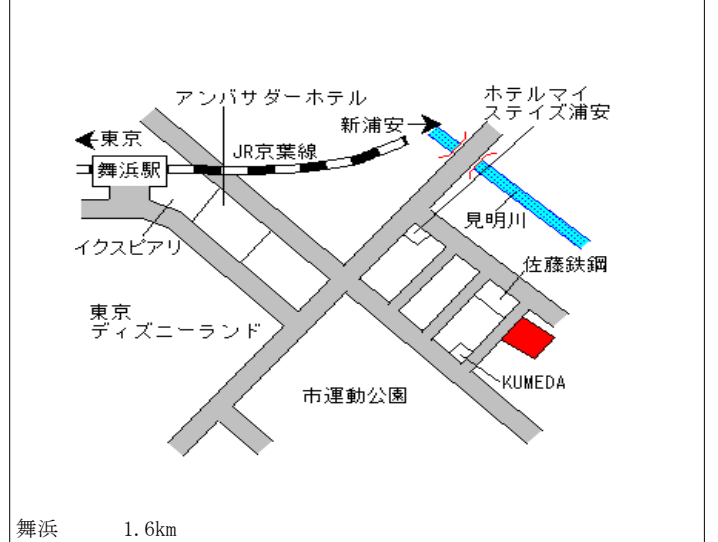 アンバサダーホテル
ホテルマイ
ステイズ浦安
新浦安
東京
JR京葉線
舞浜駅
見明川
イクスピアリ
佐藤鉄鋼
東京
ディズニーランド
KUMEDA
市運動公園
舞浜 1.6km